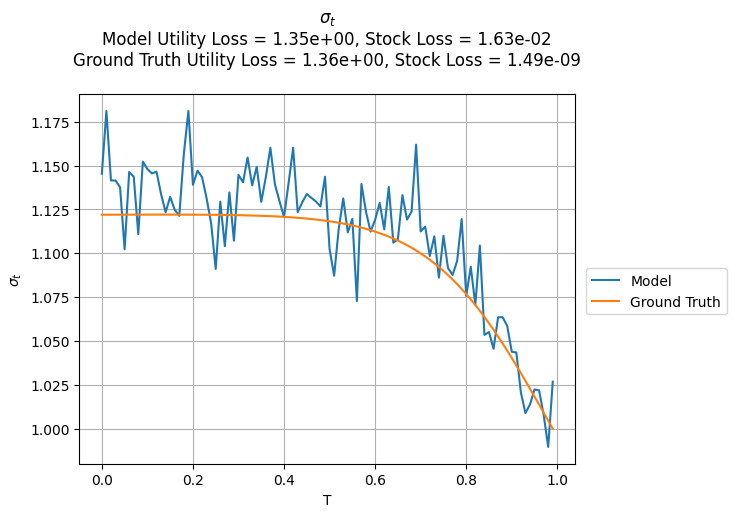 σ_t
Model Utility Loss = 1.35e+00, Stock Loss = 1.63e-02
Ground Truth Utility Loss = 1.36e+00, Stock Loss = 1.49e-09
1.175
1.150
1.125
1.100
1.075
1.050
1.025
1.000
σ_t
0.0 0.2 0.4 0.6 0.8 1.0
T
Model
Ground Truth